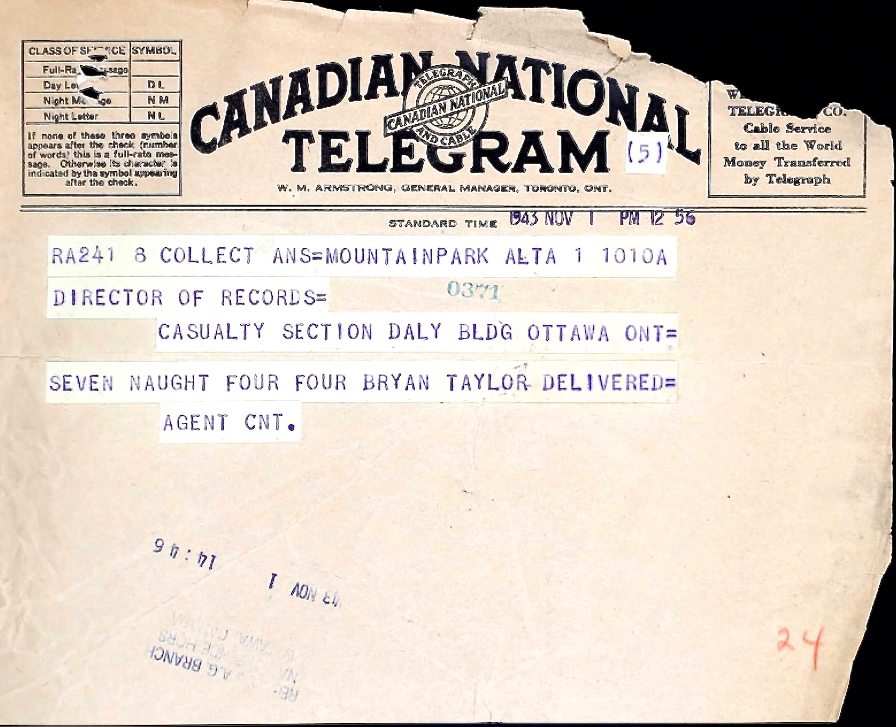 CLASS OF SERVICE SYMBOL
Day DL
Night NM
Night Letter NL
If none of these three symbols
appears after the check (number
of words) this is a full-rate mes-
sage. Otherwise its character is
indicated by the symbol appearing
after the check.
CANADIAN NATIONAL
TELEGRAM
TELEGRAPH
CANADIAN NATIONAL
AND CABLE
(5)
W. M. ARMSTRONG, GENERAL MANAGER, TORONTO, ONT.
CO.
Cable Service
to all the World
Money Transferred
by Telegraph
STANDARD TIME 1943 NOV 1 PM 12 56
RA241 8 COLLECT ANS=MOUNTAINPARK ALTA 1 1010A
DIRECTOR OF RECORDS=
0371
CASUALTY SECTION DALY BLDG OTTAWA ONT=
SEVEN NAUGHT FOUR FOUR BRYAN TAYLOR DELIVERED=
AGENT CNT.
14:46
NOV 1
A.G. BRANCH
24